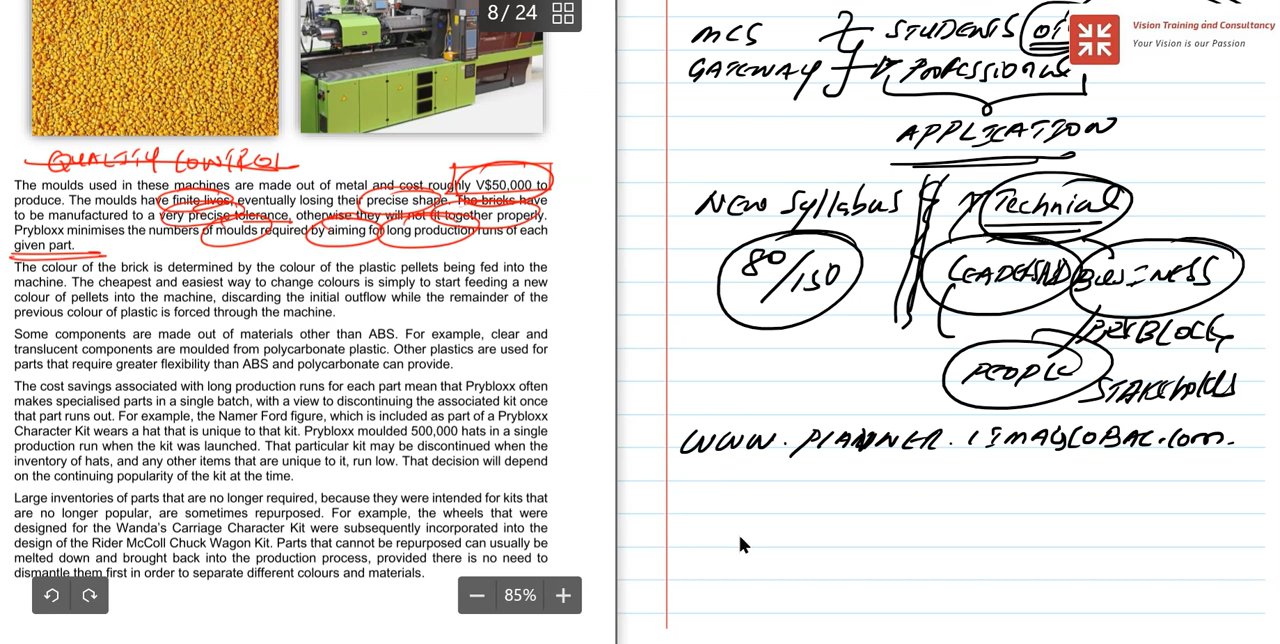 8 / 24
QUALITY CONTROL
The moulds used in these machines are made out of metal and cost roughly V$50,000 to
produce. The moulds have finite lives, eventually losing their precise shape. The bricks have
to be manufactured to a very precise tolerance, otherwise they will not fit together properly.
Prybloxx minimises the numbers of moulds required by aiming for long production runs of each
given part.
The colour of the brick is determined by the colour of the plastic pellets being fed into the
machine. The cheapest and easiest way to change colours is simply to start feeding a new
colour of pellets into the machine, discarding the initial outflow while the remainder of the
previous colour of plastic is forced through the machine.
Some components are made out of materials other than ABS. For example, clear and
translucent components are moulded from polycarbonate plastic. Other plastics are used for
parts that require greater flexibility than ABS and polycarbonate can provide.
The cost savings associated with long production runs for each part mean that Prybloxx often
makes specialised parts in a single batch, with a view to discontinuing the associated kit once
that part runs out. For example, the Namer Ford figure, which is included as part of a Prybloxx
Character Kit wears a hat that is unique to that kit. Prybloxx moulded 500,000 hats in a single
production run when the kit was launched. That particular kit may be discontinued when the
inventory of hats, and any other items that are unique to it, run low. That decision will depend
on the continuing popularity of the kit at the time.
Large inventories of parts that are no longer required, because they were intended for kits that
are no longer popular, are sometimes repurposed. For example, the wheels that were
designed for the Wanda's Carriage Character Kit were subsequently incorporated into the
design of the Rider McColl Chuck Wagon Kit. Parts that cannot be repurposed can usually be
melted down and brought back into the production process, provided there is no need to
dismantle them first in order to separate different colours and materials.
85%
MCS STUDENTS
GATEWAY PROFESSIONALS
Vision Training and Consultancy
Your Vision is our Passion
APPLICATION
New Syllabus Technical
80/150 BUSINESS
PEOPLE